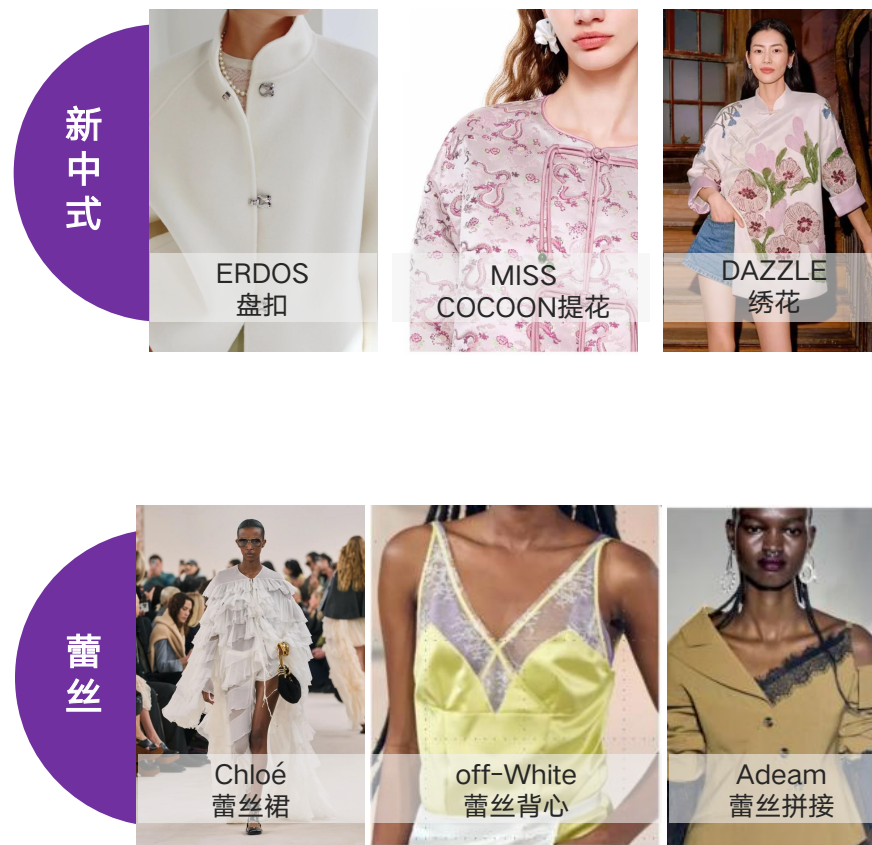 新
中
式
ERDOS
盘扣
MISS
COCOON提花
DAZZLE
绣花
蕾
丝
Chloé
蕾丝裙
off-White
蕾丝背心
Adeam
蕾丝拼接